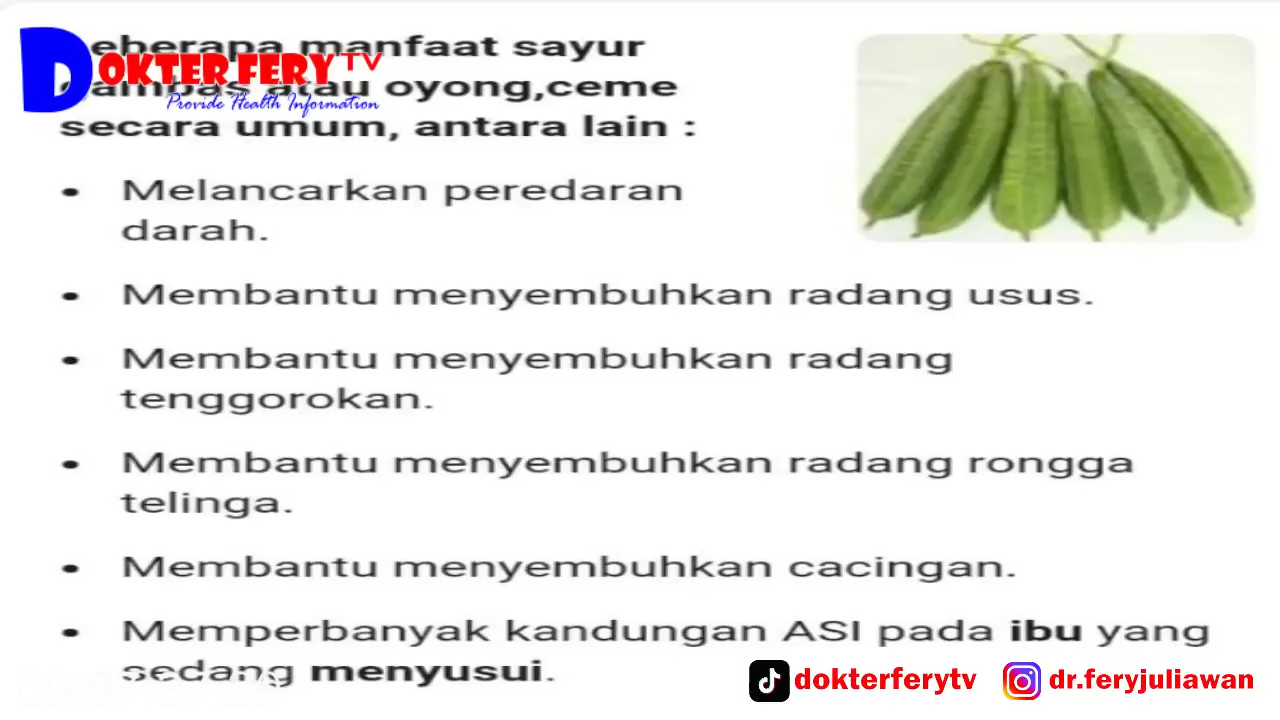 DOKTER FERY TV
Provide Health Information
Beberapa manfaat sayur
gambas atau oyong,ceme
secara umum, antara lain :
• Melancarkan peredaran
darah.
• Membantu menyembuhkan radang usus.
• Membantu menyembuhkan radang
tenggorokan.
• Membantu menyembuhkan radang rongga
telinga.
• Membantu menyembuhkan cacingan.
• Memperbanyak kandungan ASI pada ibu yang
sedang menyusui.
dokterferytv
dr.feryjuliawan